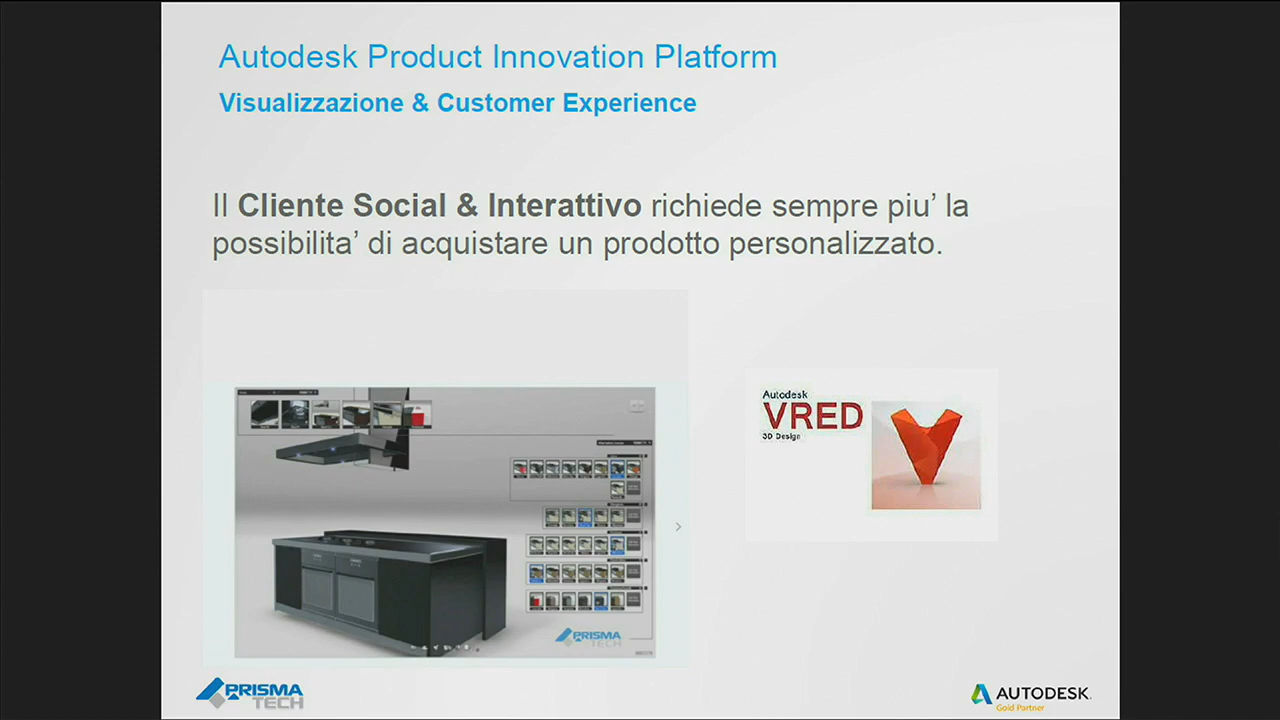 Autodesk Product Innovation Platform
Visualizzazione & Customer Experience
Il Cliente Social & Interattivo richiede sempre piu' la
possibilita' di acquistare un prodotto personalizzato.
Autodesk
VRED
3D Design
PRISMA
TECH
PRISMA
TECH
AUTODESK.
Gold Partner